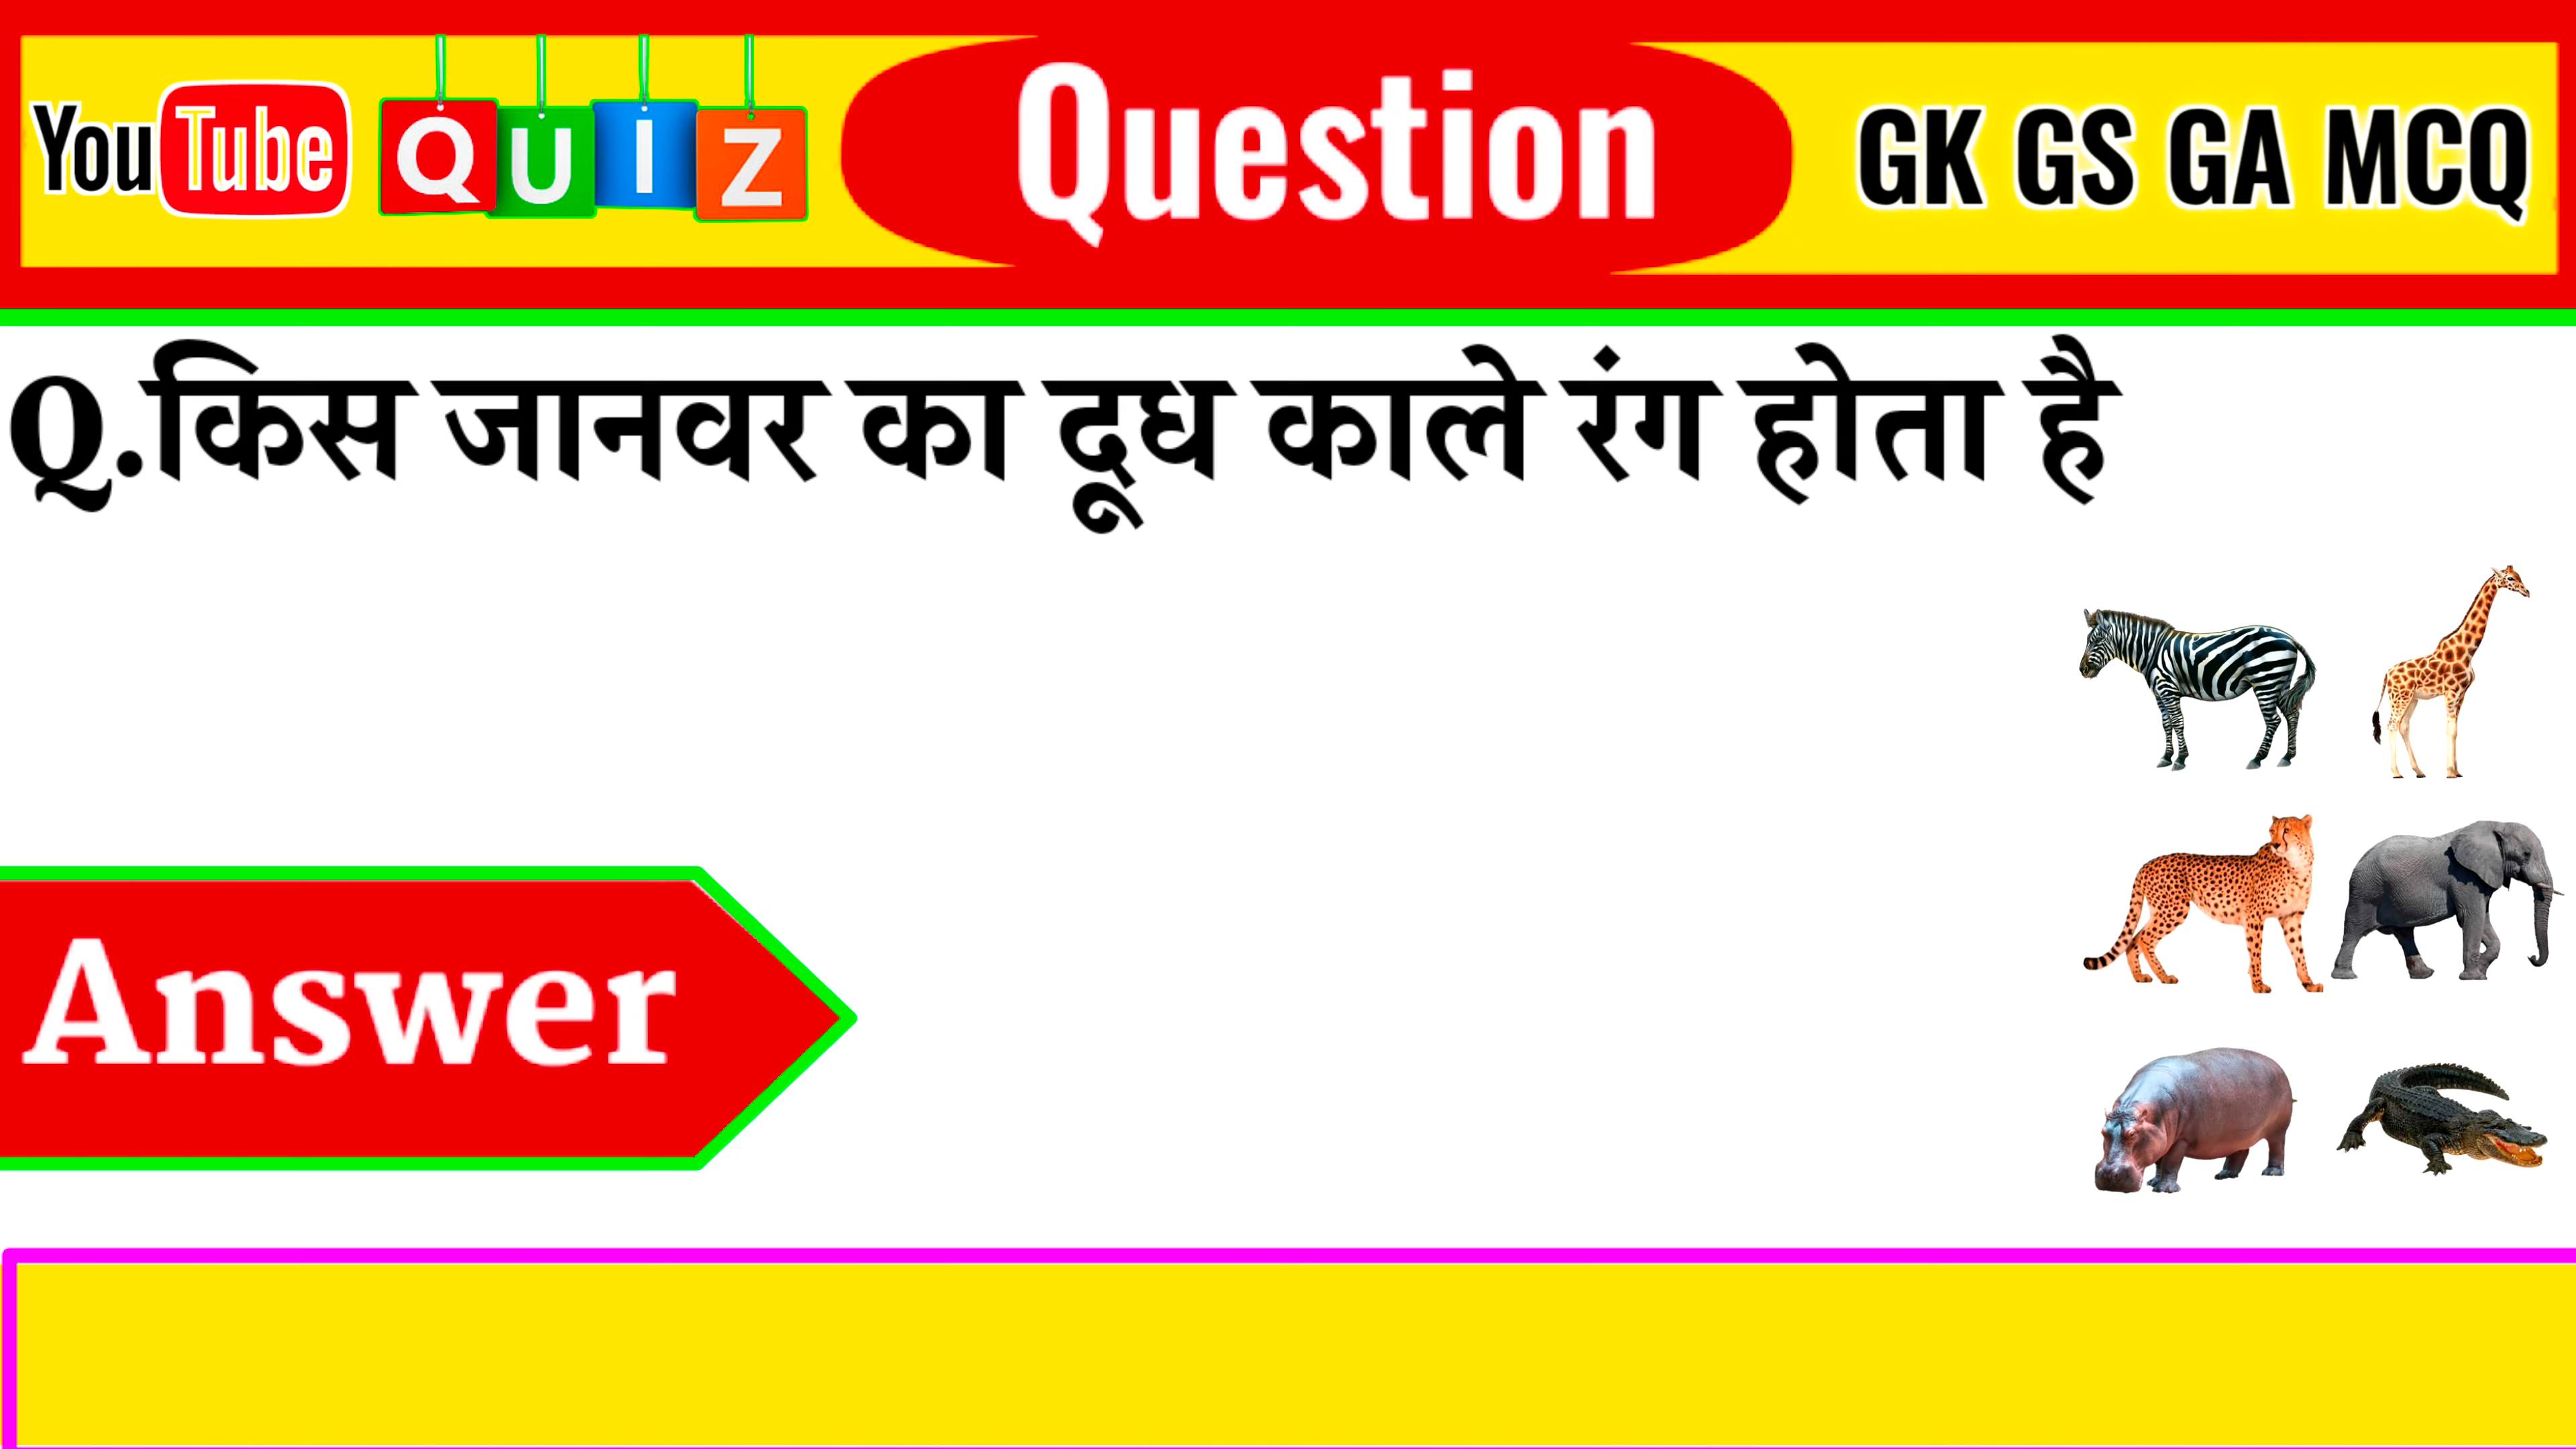 YouTube QUIZ Question GK GS GA MCQ
Q.किस जानवर का दूध काले रंग होता है
Answer